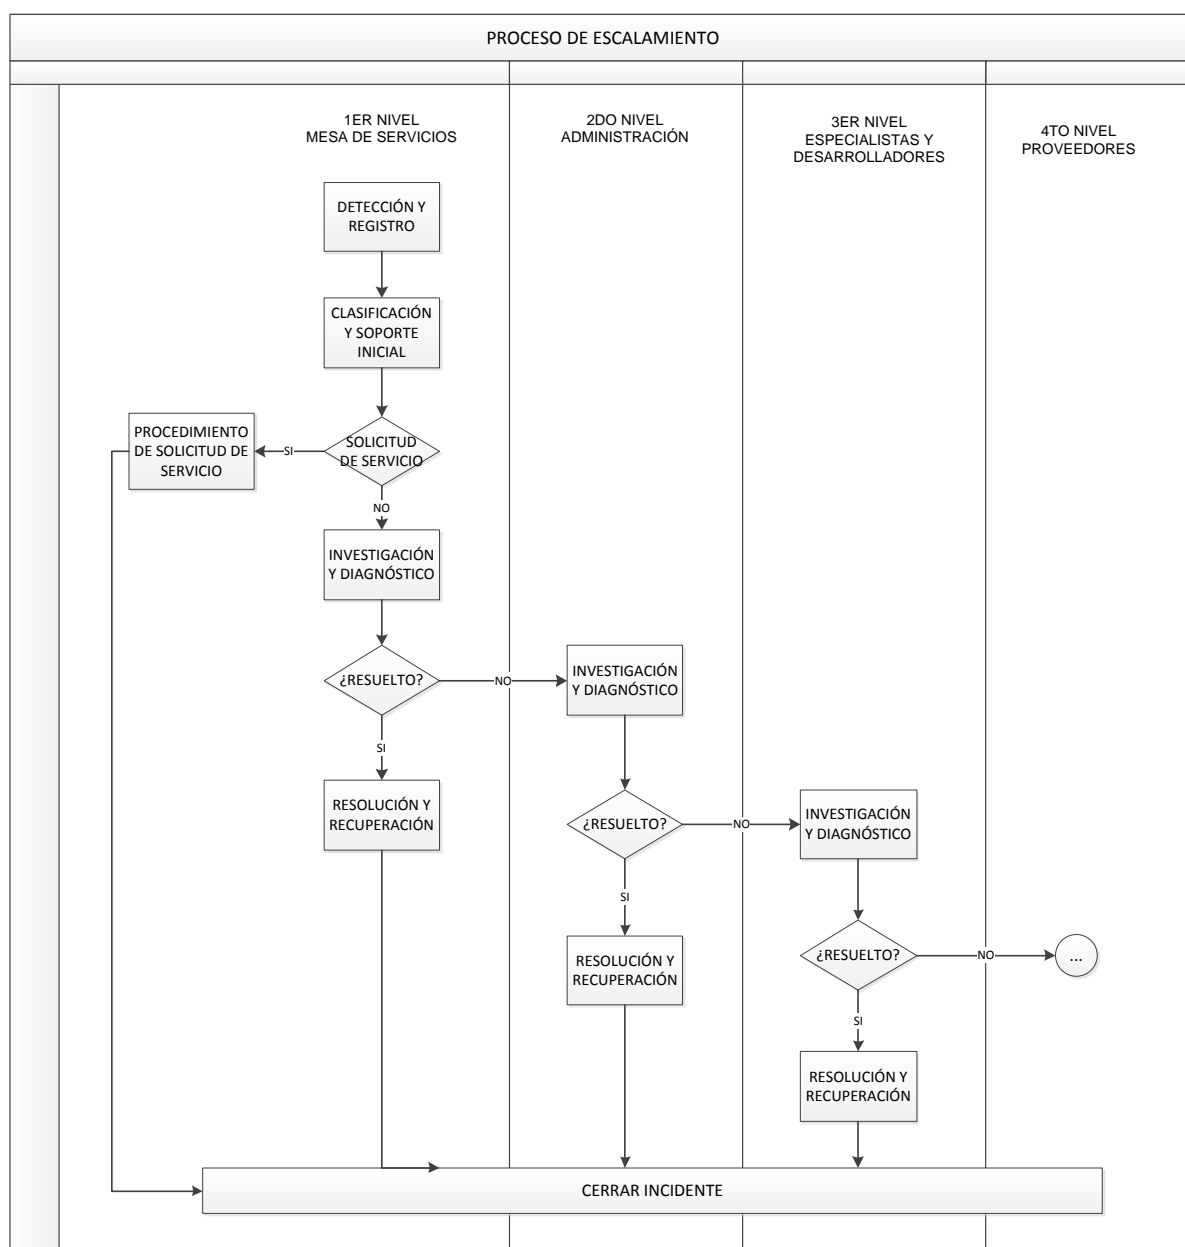 PROCESO DE ESCALAMIENTO
1ER NIVEL
MESA DE SERVICIOS
2DO NIVEL
ADMINISTRACIÓN
3ER NIVEL
ESPECIALISTAS Y
DESARROLLADORES
4TO NIVEL
PROVEEDORES
DETECCIÓN Y
REGISTRO
CLASIFICACIÓN
Y SOPORTE
INICIAL
PROCEDIMIENTO
DE SOLICITUD DE
SERVICIO
SI
SOLICITUD
DE SERVICIO
NO
INVESTIGACIÓN
Y DIAGNÓSTICO
¿RESUELTO?
NO
INVESTIGACIÓN
Y DIAGNÓSTICO
SI
RESOLUCIÓN Y
RECUPERACIÓN
¿RESUELTO?
NO
INVESTIGACIÓN
Y DIAGNÓSTICO
SI
RESOLUCIÓN Y
RECUPERACIÓN
¿RESUELTO?
NO
...
SI
RESOLUCIÓN Y
RECUPERACIÓN
CERRAR INCIDENTE